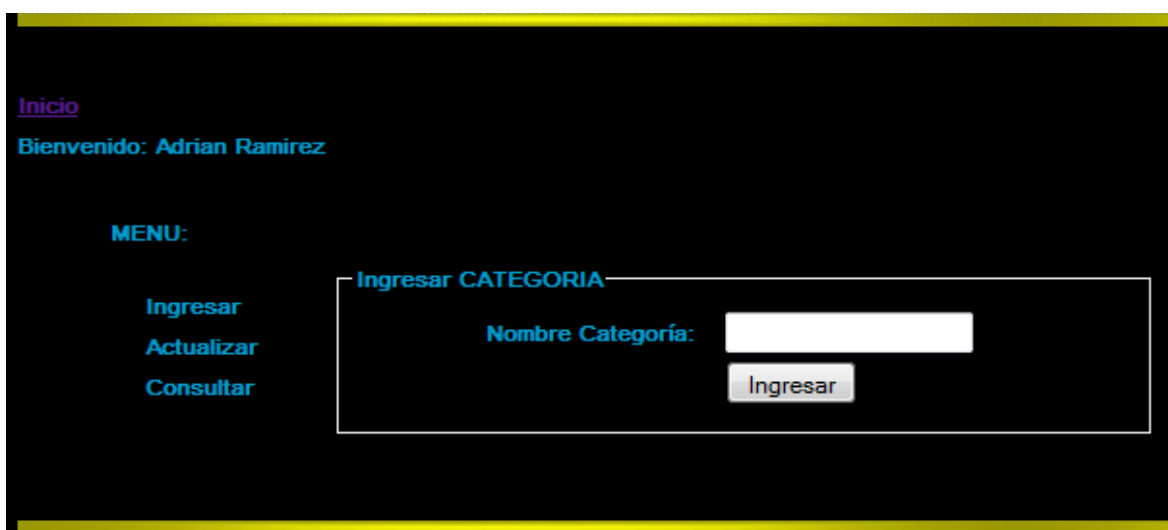 Inicio
Bienvenido: Adrian Ramirez
MENU:
Ingresar
Actualizar
Consultar
Ingresar CATEGORIA
Nombre Categoría:
Ingresar